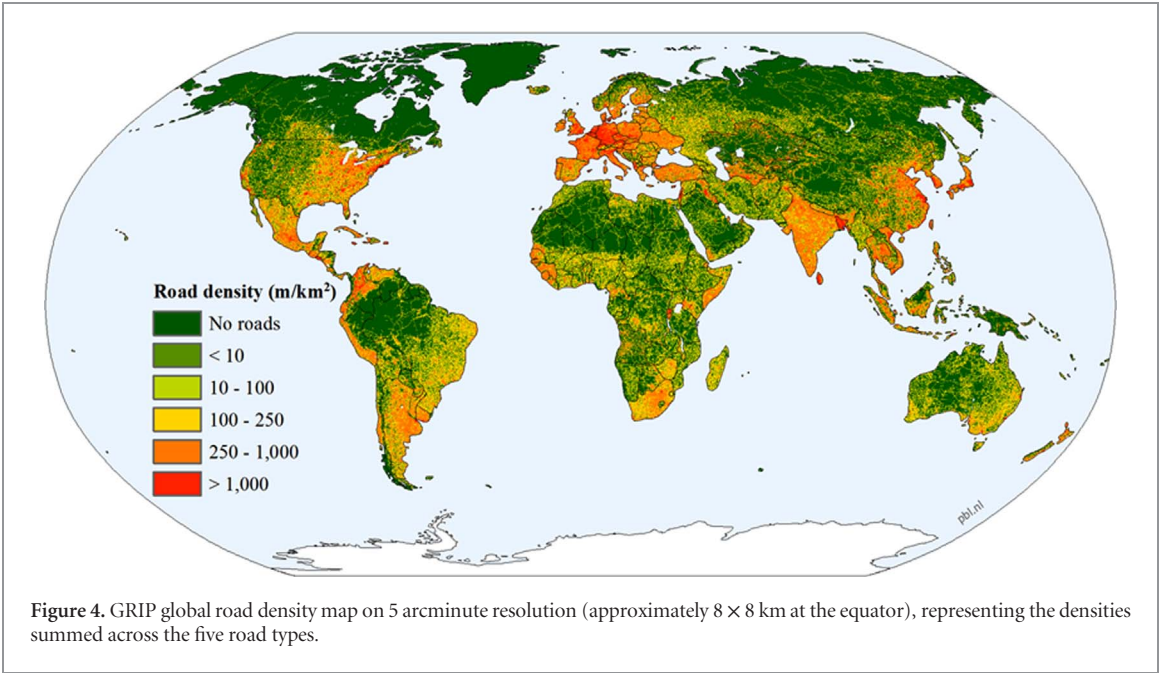 Road density (m/km²)
No roads
< 10
10 - 100
100 - 250
250 - 1,000
> 1,000
pbl.nl
Figure 4. GRIP global road density map on 5 arcminute resolution (approximately 8 × 8 km at the equator), representing the densities
summed across the five road types.